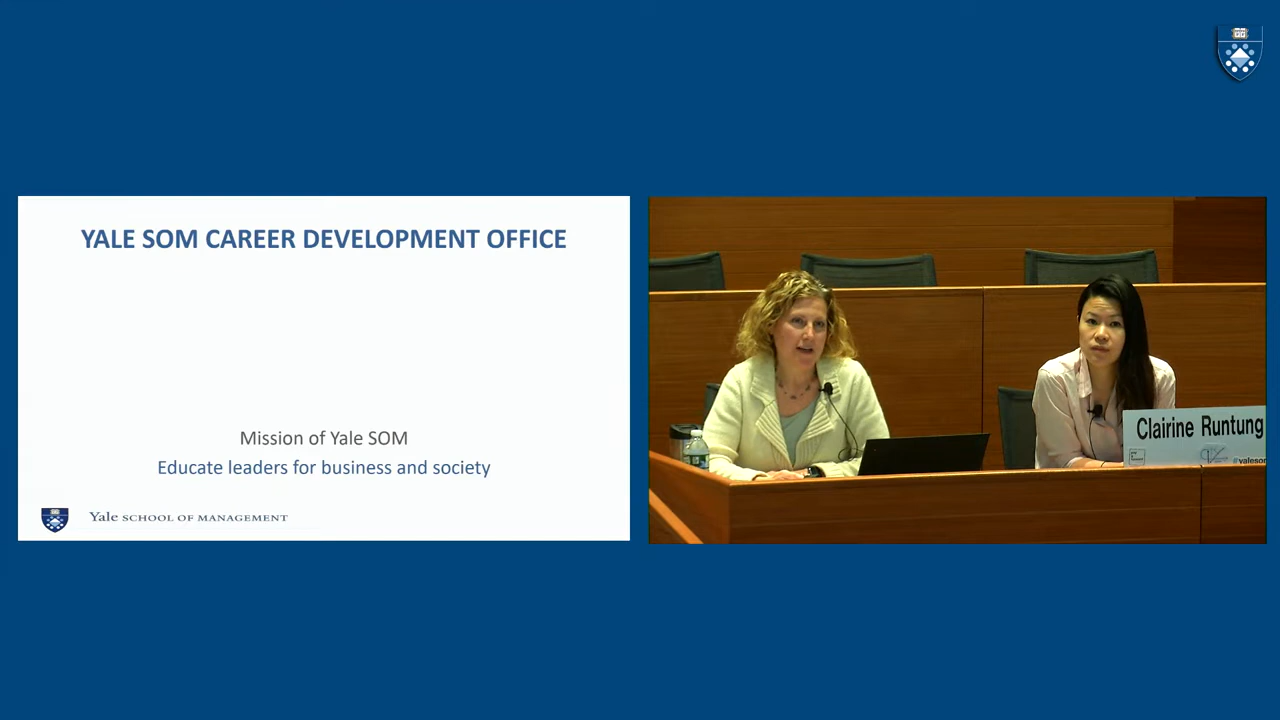 YALE SOM CAREER DEVELOPMENT OFFICE
Mission of Yale SOM
Educate leaders for business and society
Yale SCHOOL OF MANAGEMENT
Clairine Runtung
#yalesom